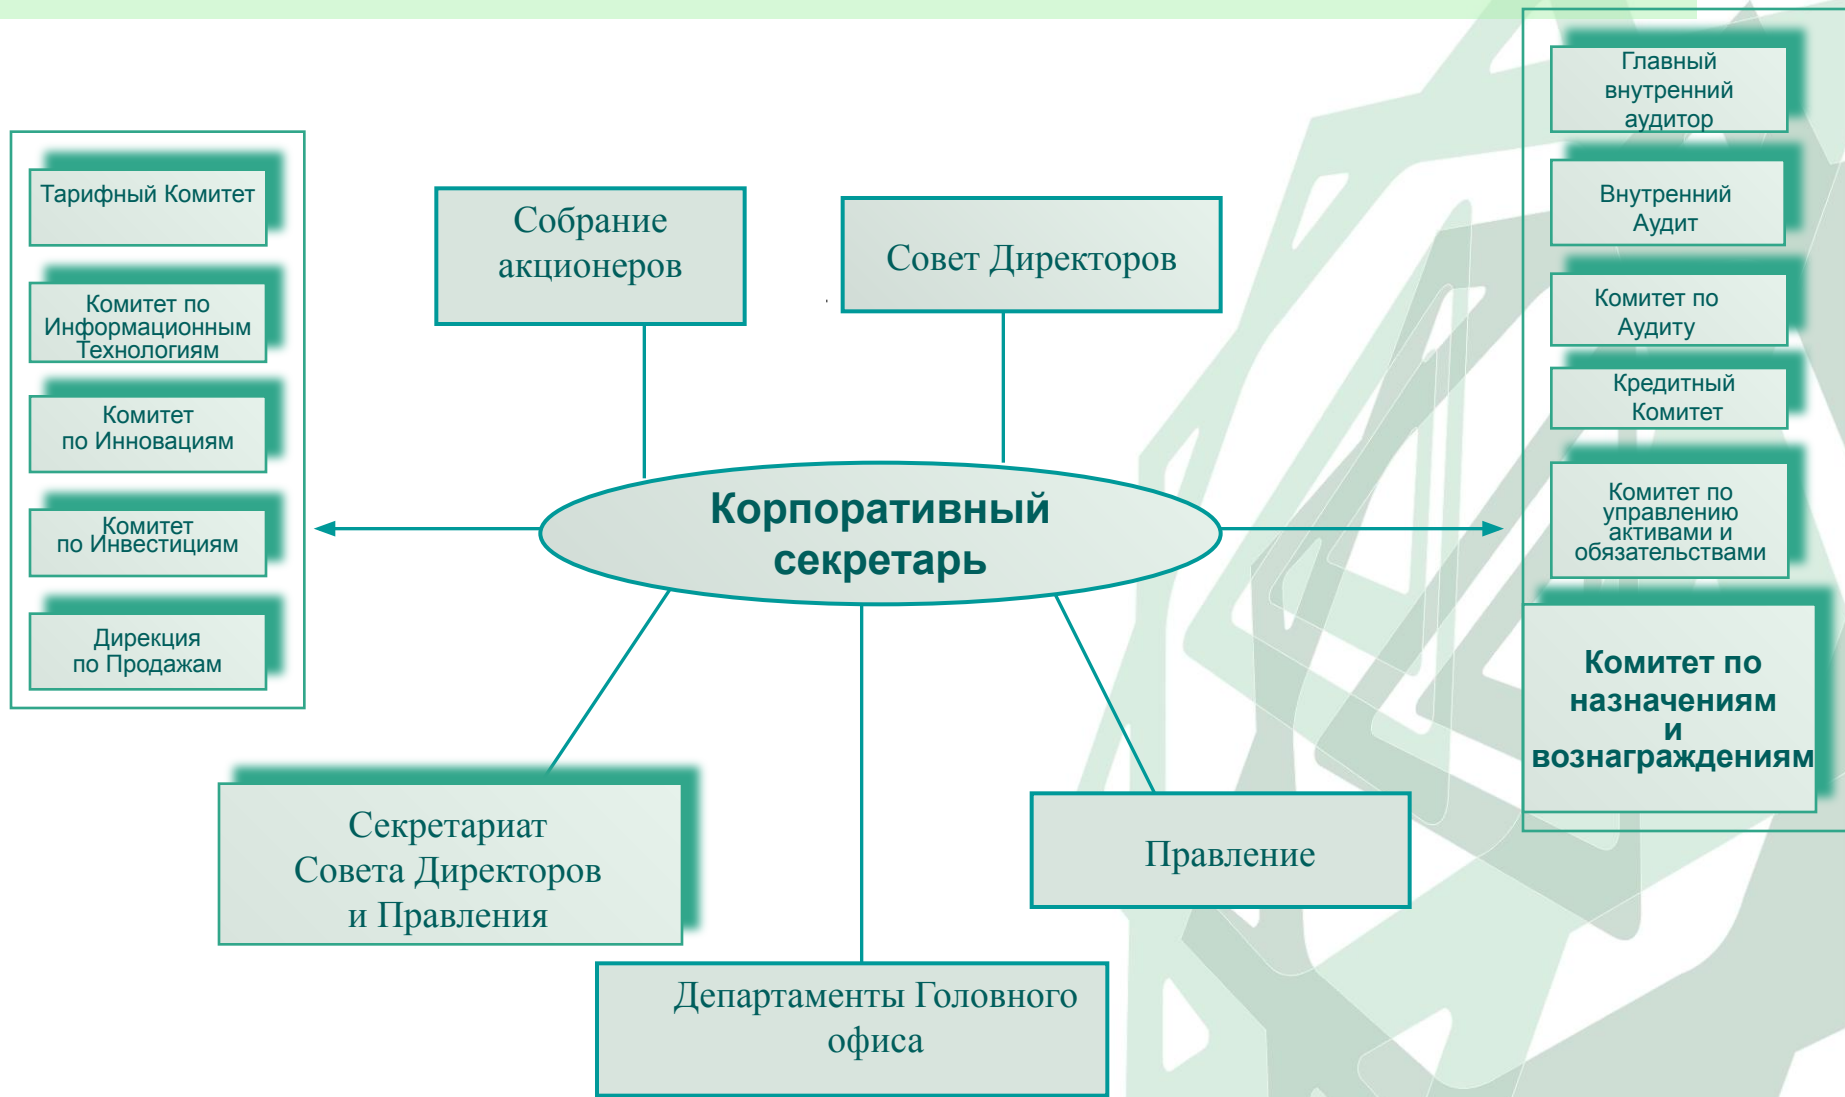 Тарифный Комитет
Комитет по
Информационным
Технологиям
Комитет
по Инновациям
Комитет
по Инвестициям
Дирекция
по Продажам
Собрание
акционеров
Совет Директоров
Корпоративный
секретарь
Секретариат
Совета Директоров
и Правления
Департаменты Головного
офиса
Правление
Главный
внутренний
аудитор
Внутренний
Аудит
Комитет по
Аудиту
Кредитный
Комитет
Комитет по
управлению
активами и
обязательствами
Комитет по
назначениям
и
вознаграждениям